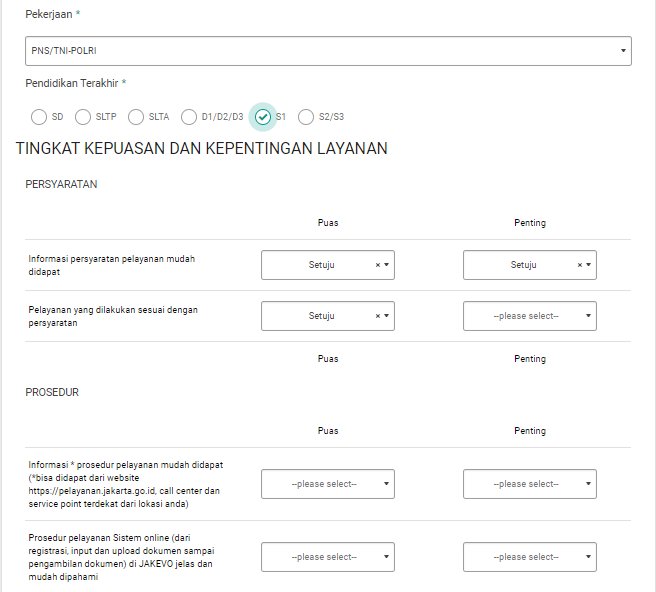 Pekerjaan *
PNS/TNI-POLRI
Pendidikan Terakhir *
SD SLTP SLTA D1/D2/D3 S1 S2/S3
TINGKAT KEPUASAN DAN KEPENTINGAN LAYANAN
PERSYARATAN
Puas Penting
Informasi persyaratan pelayanan mudah
didapat
Setuju × Setuju ×
Pelayanan yang dilakukan sesuai dengan
persyaratan
Setuju × --please select--
Puas Penting
PROSEDUR
Puas Penting
Informasi * prosedur pelayanan mudah didapat
(*bisa didapat dari website
https://pelayanan.jakarta.go.id, call center dan
service point terdekat dari lokasi anda)
--please select-- --please select--
Prosedur pelayanan Sistem online (dari
registrasi, input dan upload dokumen sampai
pengambilan dokumen) di JAKEVO jelas dan
mudah dipahami
--please select-- --please select--